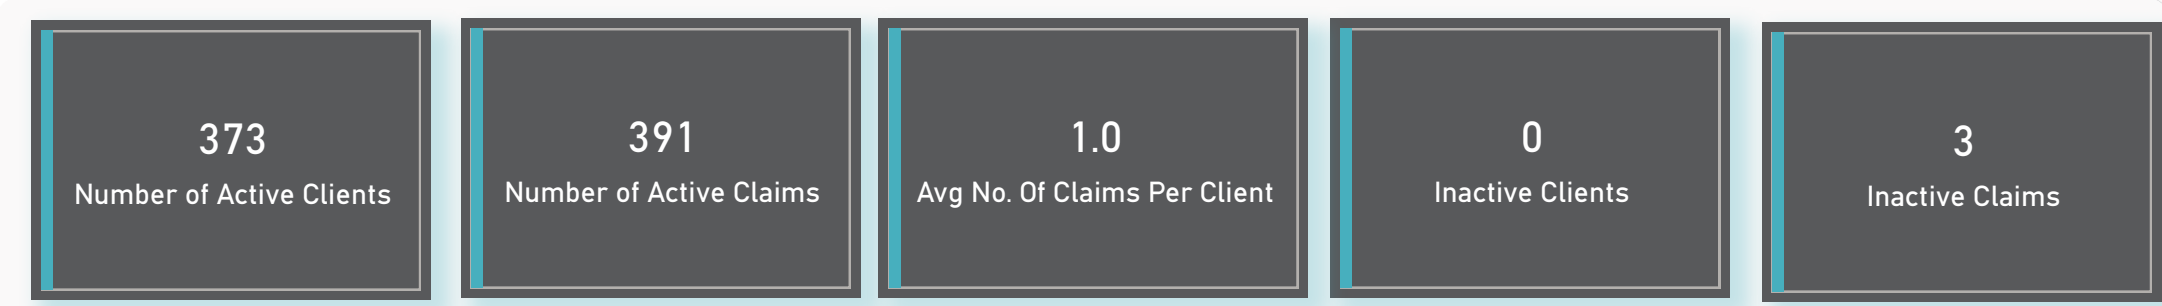 373
Number of Active Clients
391
Number of Active Claims
1.0
Avg No. Of Claims Per Client
0
Inactive Clients
3
Inactive Claims